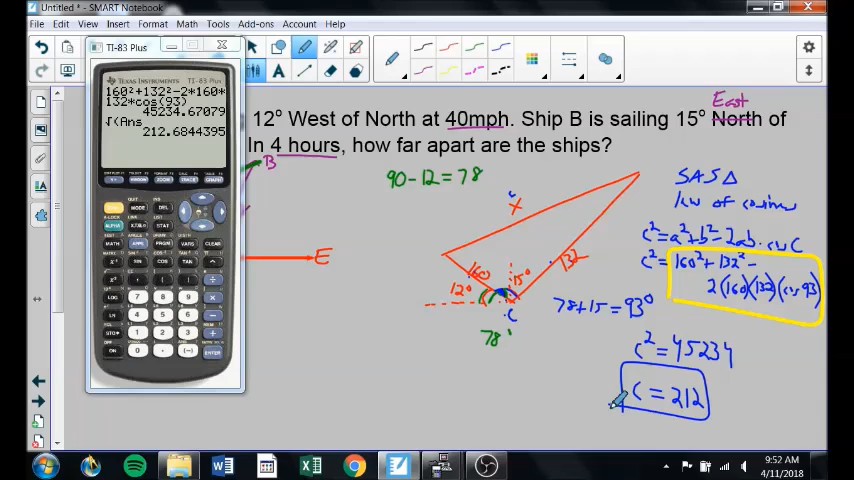 Untitled * - SMART Notebook
File Edit View Insert Format Math Tools Add-ons Account Help
TI-83 Plus
TEXAS INSTRUMENTS TI-83 Plus
160²+132²-2*160*
132*cos(93)
45234.67079
√(Ans
212.6844395
East
12° West of North at 40mph. Ship B is sailing 15° North of
In 4 hours, how far apart are the ships?
B
90-12=78
E
SAS △
law of cosines
c²=a²+b²-2ab·cosC
c²=160²+132²-
2(160)(132)(cos93)
X
160
132
12°
15°
78°
C
78+15=93°
c²=45234
c=212
9:52 AM
4/11/2018